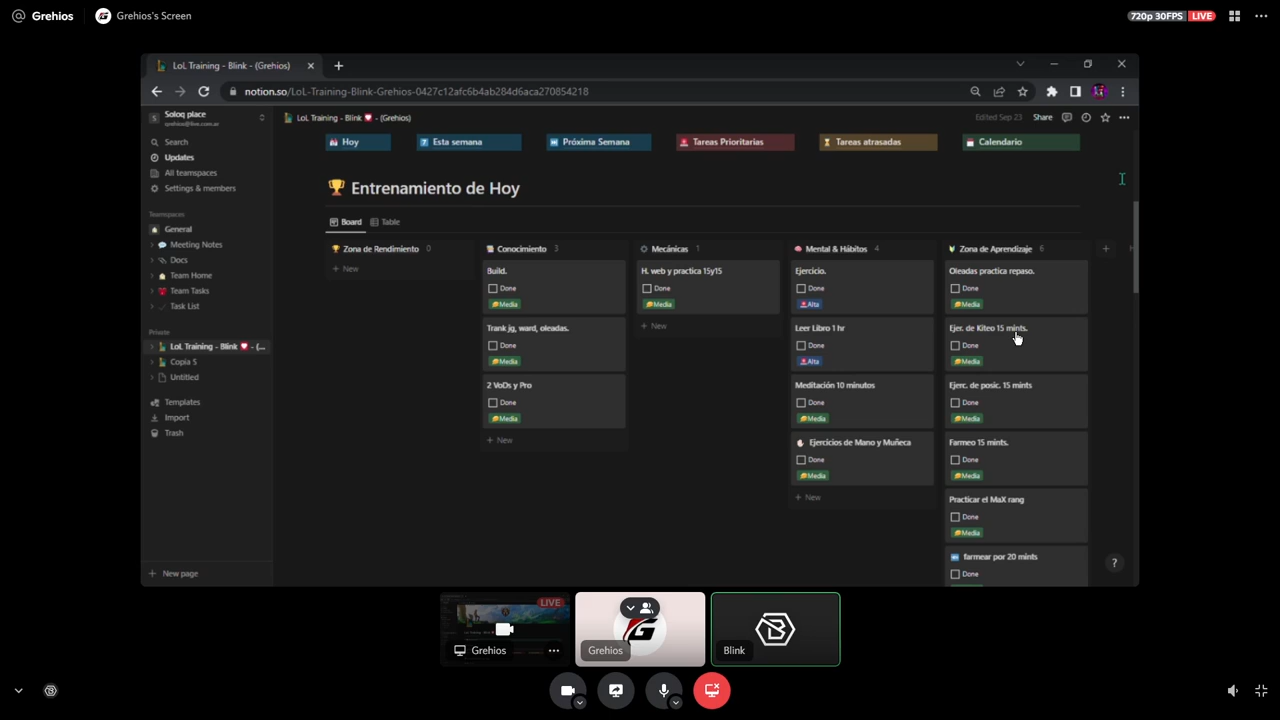 Grehios
Grehios's Screen
720p 30FPS LIVE
LoL Training - Blink - (Grehios)
notion.so/LoL-Training-Blink-Grehios-0427c12afc6b4ab284d6aca270854218
Soloq place
LoL Training - Blink - (Grehios)
Edited Sep 23
Share
Search
Updates
All teamspaces
Settings & members
Teamspaces
General
Meeting Notes
Docs
Team Home
Team Tasks
Task List
Private
LoL Training - Blink - (...
Copia S
Untitled
Templates
Import
Trash
New page
Hoy
Esta semana
Próxima Semana
Tareas Prioritarias
Tareas atrasadas
Calendario
Entrenamiento de Hoy
Board
Table
Zona de Rendimiento 0
+ New
Conocimiento 3
Build.
Done
Media
Trank jg, ward, oleadas.
Done
Media
2 VoDs y Pro
Done
Media
+ New
Mecánicas 1
H. web y practica 15y15
Done
Media
+ New
Mental & Hábitos 4
Ejercicio.
Done
Alta
Leer Libro 1 hr
Done
Alta
Meditación 10 minutos
Done
Media
Ejercicios de Mano y Muñeca
Done
Media
+ New
Zona de Aprendizaje 6
Oleadas practica repaso.
Done
Media
Ejer. de Kiteo 15 mints.
Done
Media
Ejerc. de posic. 15 mints
Done
Media
Farmeo 15 mints.
Done
Media
Practicar el MaX rang
Done
Media
farmear por 20 mints
Done
?
LIVE
Grehios
Grehios
Blink